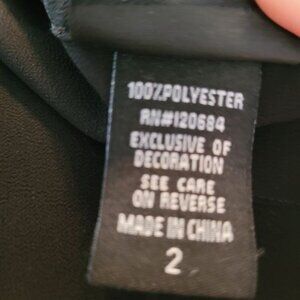 100%POLYESTER
RN#120684
EXCLUSIVE OF
DECORATION
SEE CARE
ON REVERSE
MADE IN CHINA
2